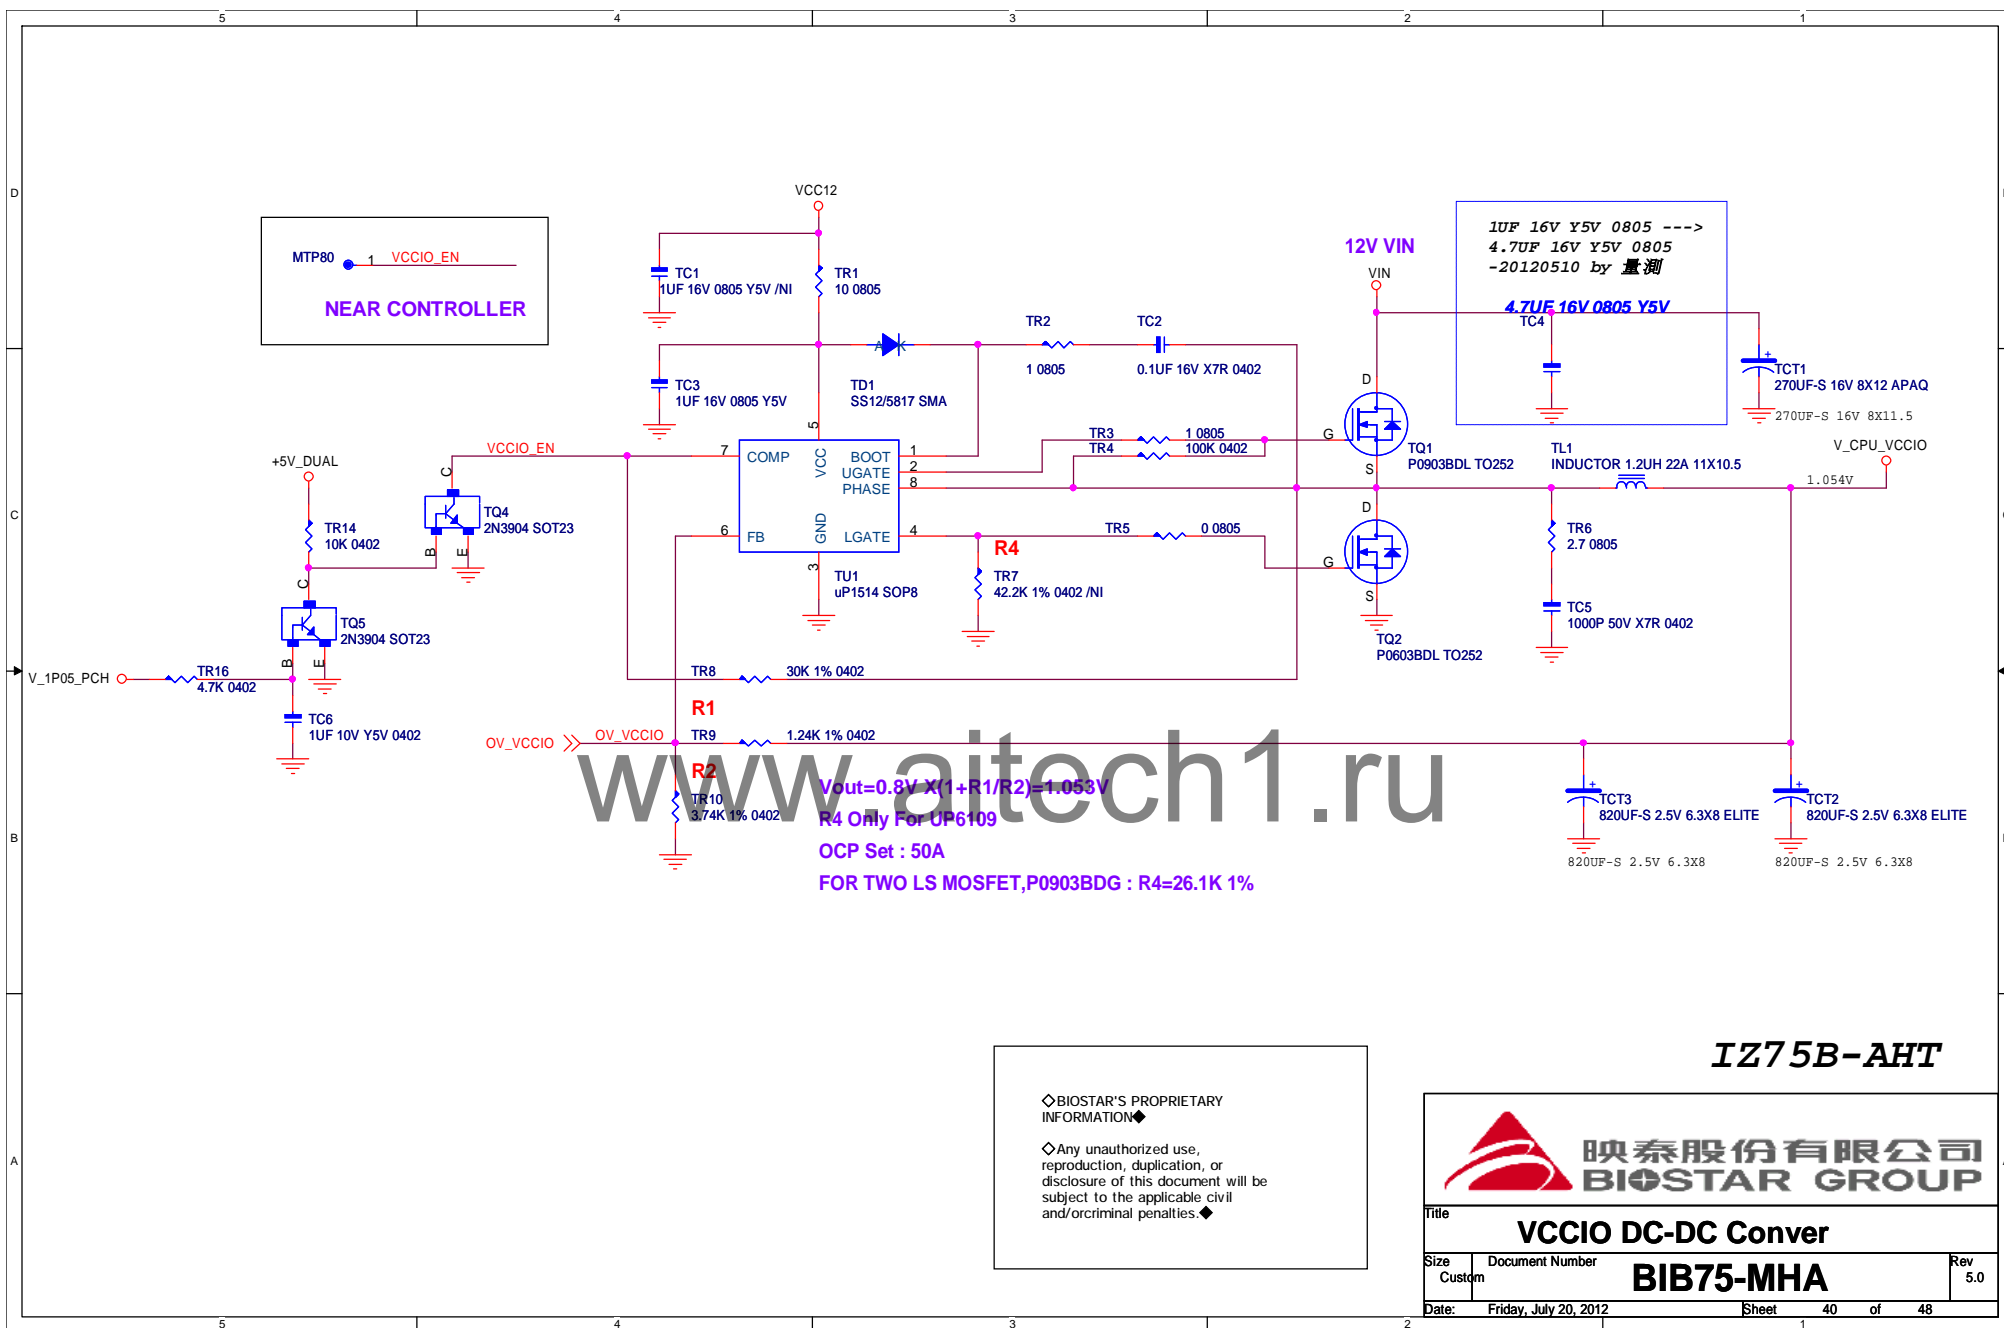 5 4 3 2 1
D
C
B
A
VCC12
MTP80 1 VCCIO_EN
NEAR CONTROLLER
TC1
1UF 16V 0805 Y5V /NI
TR1
10 0805
TC3
1UF 16V 0805 Y5V
A K
TD1
SS12/5817 SMA
TR2
1 0805
TC2
0.1UF 16V X7R 0402
12V VIN
VIN
1UF 16V Y5V 0805 --->
4.7UF 16V Y5V 0805
-20120510 by 量測
4.7UF 16V 0805 Y5V
TC4
TCT1
270UF-S 16V 8X12 APAQ
270UF-S 16V 8X11.5
TR3 1 0805
TR4 100K 0402
D
G
S
TQ1
P0903BDL TO252
TL1
INDUCTOR 1.2UH 22A 11X10.5
V_CPU_VCCIO
1.054V
+5V_DUAL
VCCIO_EN
7 COMP
6 FB
5 VCC
3 GND
BOOT 1
UGATE 2
PHASE 8
LGATE 4
TU1
uP1514 SOP8
C
B
E
TQ4
2N3904 SOT23
TR14
10K 0402
C
B
E
TQ5
2N3904 SOT23
R4
TR7
42.2K 1% 0402 /NI
TR5 0 0805
D
G
S
TQ2
P0603BDL TO252
TR6
2.7 0805
TC5
1000P 50V X7R 0402
V_1P05_PCH
TR16
4.7K 0402
TC6
1UF 10V Y5V 0402
TR8 30K 1% 0402
R1
OV_VCCIO OV_VCCIO TR9 1.24K 1% 0402
R2
TR10
3.74K 1% 0402
www.aitech1.ru
Vout=0.8V X(1+R1/R2)=1.053V
R4 Only For UP6109
OCP Set : 50A
FOR TWO LS MOSFET,P0903BDG : R4=26.1K 1%
TCT3
820UF-S 2.5V 6.3X8 ELITE
820UF-S 2.5V 6.3X8
TCT2
820UF-S 2.5V 6.3X8 ELITE
820UF-S 2.5V 6.3X8
◇BIOSTAR'S PROPRIETARY
INFORMATION◆
◇Any unauthorized use,
reproduction, duplication, or
disclosure of this document will be
subject to the applicable civil
and/orcriminal penalties.◆
IZ75B-AHT
映泰股份有限公司
BIOSTAR GROUP
Title
VCCIO DC-DC Conver
Size Document Number Rev
Custom BIB75-MHA 5.0
Date: Friday, July 20, 2012 Sheet 40 of 48
5 4 3 2 1